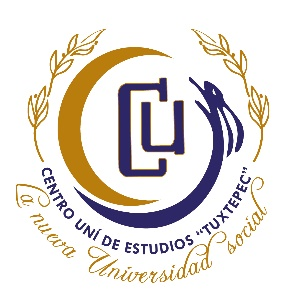 CU
CENTRO UNÍ DE ESTUDIOS "TUXTEPEC"
La nueva Universidad social